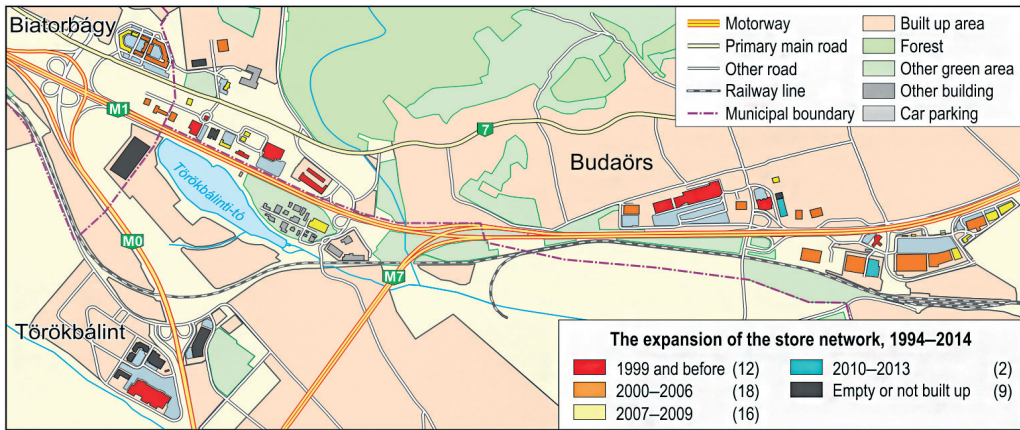 Biatorbágy
M1
7
Törökbálinti-tó
Budaörs
M0
M7
Törökbálint
Motorway
Primary main road
Other road
Railway line
Municipal boundary
Built up area
Forest
Other green area
Other building
Car parking
The expansion of the store network, 1994–2014
1999 and before (12)
2000–2006 (18)
2007–2009 (16)
2010–2013 (2)
Empty or not built up (9)